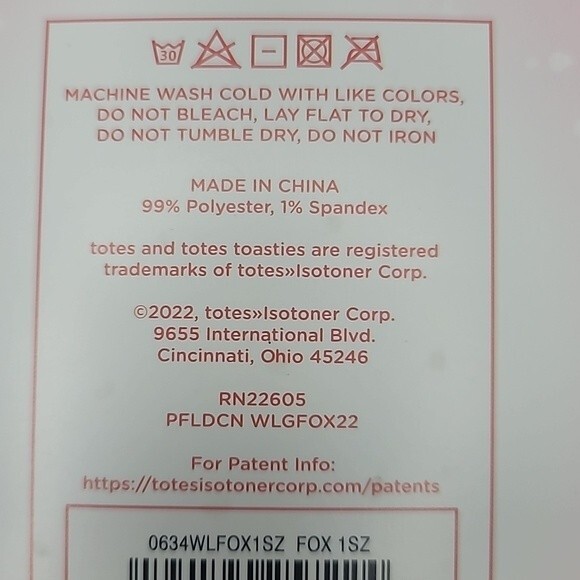 30
MACHINE WASH COLD WITH LIKE COLORS,
DO NOT BLEACH, LAY FLAT TO DRY,
DO NOT TUMBLE DRY, DO NOT IRON
MADE IN CHINA
99% Polyester, 1% Spandex
totes and totes toasties are registered
trademarks of totes»Isotoner Corp.
©2022, totes»Isotoner Corp.
9655 International Blvd.
Cincinnati, Ohio 45246
RN22605
PFLDCN WLGFOX22
For Patent Info:
https://totesisotonercorp.com/patents
0634WLFOX1SZ FOX 1SZ